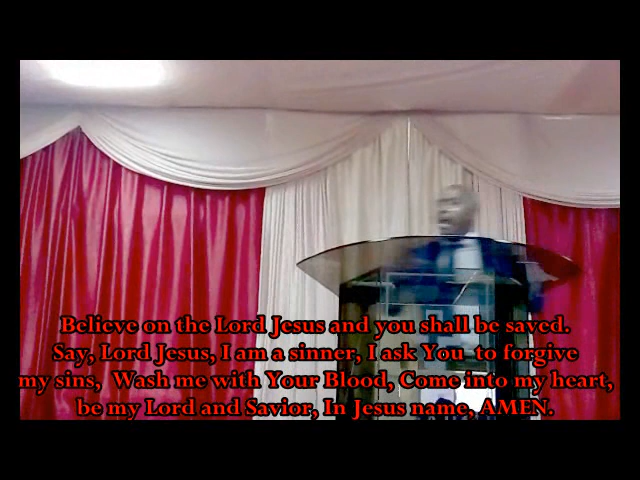 Believe on the Lord Jesus and you shall be saved.
Say, Lord Jesus, I am a sinner, I ask You to forgive
my sins, Wash me with Your Blood, Come into my heart,
be my Lord and Savior, In Jesus name, AMEN.